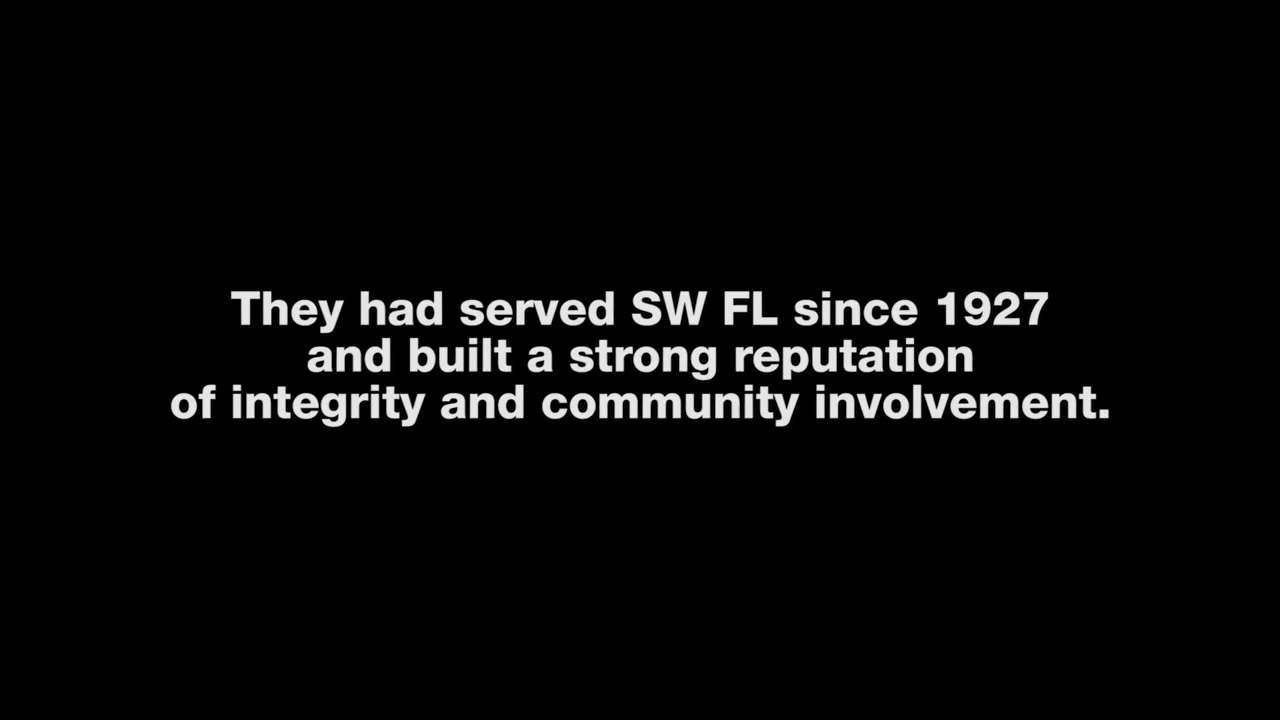 They had served SW FL since 1927
and built a strong reputation
of integrity and community involvement.